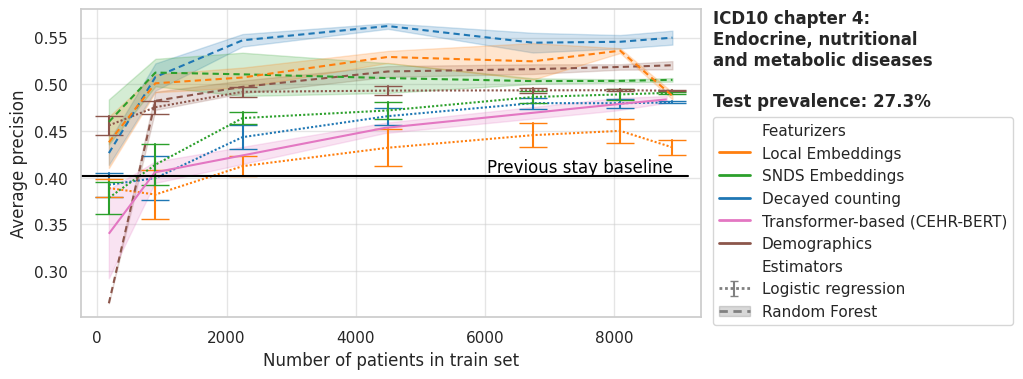 0.55
0.50
0.45
0.40
0.35
0.30
Average precision
Previous stay baseline
0
2000
4000
6000
8000
Number of patients in train set
ICD10 chapter 4:
Endocrine, nutritional
and metabolic diseases
Test prevalence: 27.3%
Featurizers
Local Embeddings
SNDS Embeddings
Decayed counting
Transformer-based (CEHR-BERT)
Demographics
Estimators
Logistic regression
Random Forest